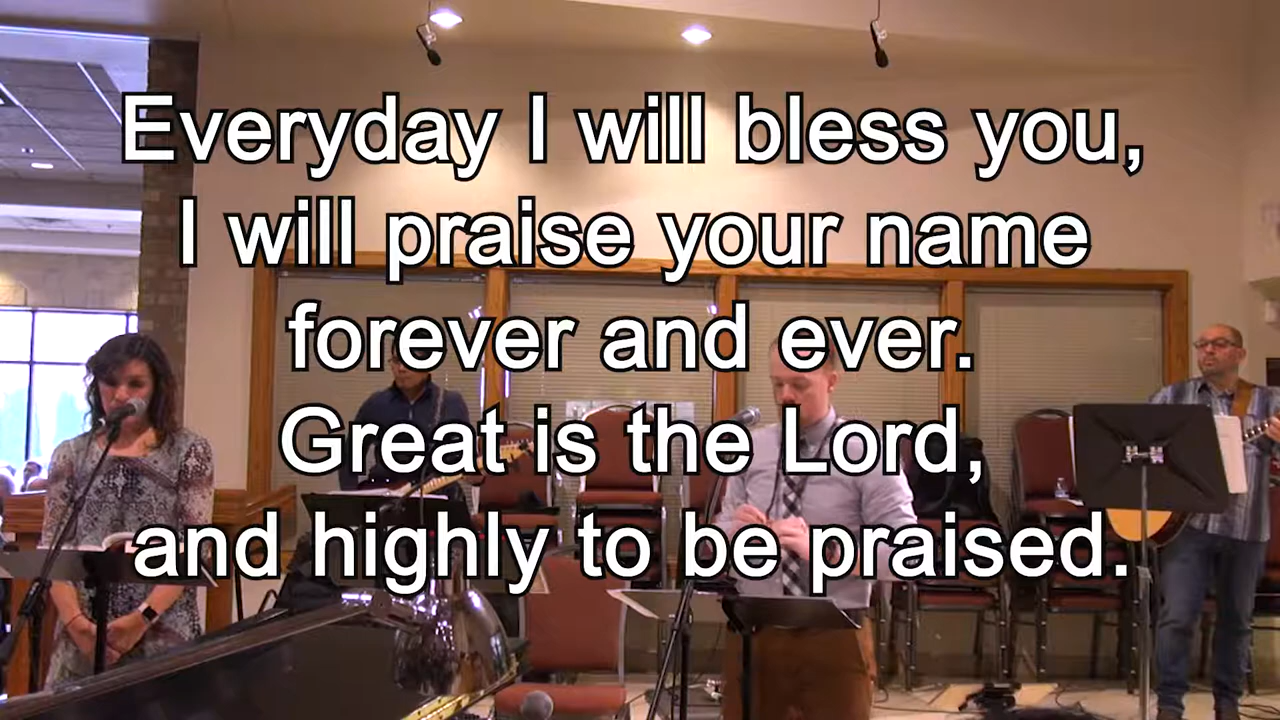 Everyday I will bless you,
I will praise your name
forever and ever.
Great is the Lord,
and highly to be praised.